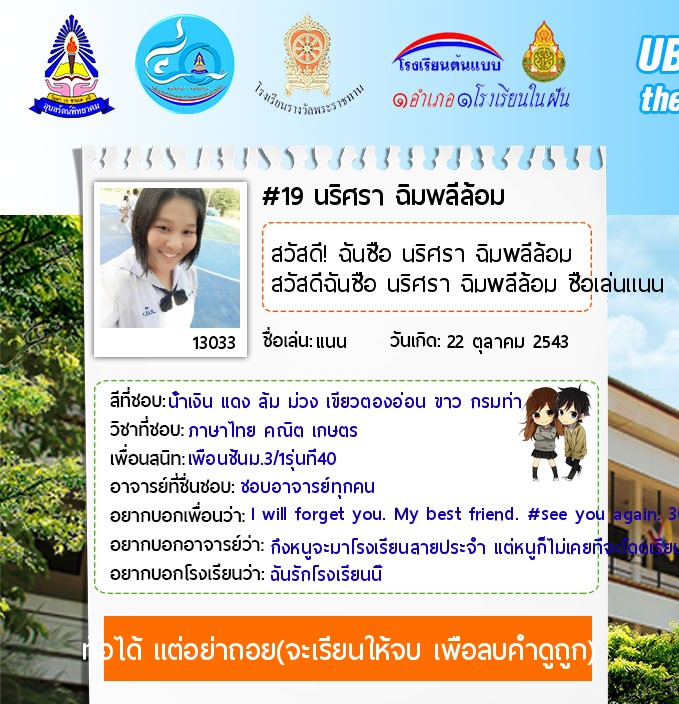 UB
the
อุบลรัตน์พิทยาคม
โรงเรียนรางวัลพระราชทาน
โรงเรียนต้นแบบ
๑อำเภอ๑โรงเรียนในฝัน
#19 นริศรา ฉิมพลีล้อม
สวัสดี! ฉันชื่อ นริศรา ฉิมพลีล้อม
สวัสดีฉันชื่อ นริศรา ฉิมพลีล้อม ชื่อเล่นแนน
13033
ชื่อเล่น: แนน วันเกิด: 22 ตุลาคม 2543
สีที่ชอบ: น้ำเงิน แดง ส้ม ม่วง เขียวตองอ่อน ขาว กรมท่า
วิชาที่ชอบ: ภาษาไทย คณิต เกษตร
เพื่อนสนิท: เพื่อนชั้นม.3/1รุ่นที่40
อาจารย์ที่ชื่นชอบ: ชอบอาจารย์ทุกคน
อยากบอกเพื่อนว่า: I will forget you. My best friend. #see you again.
อยากบอกอาจารย์ว่า: ถึงหนูจะมาโรงเรียนสายประจำ แต่หนูก็ไม่เคยที่จะโดดเรียน
อยากบอกโรงเรียนว่า: ฉันรักโรงเรียนนี้
ท้อได้ แต่อย่าถอย(จะเรียนให้จบ เพื่อลบคำดูถูก)